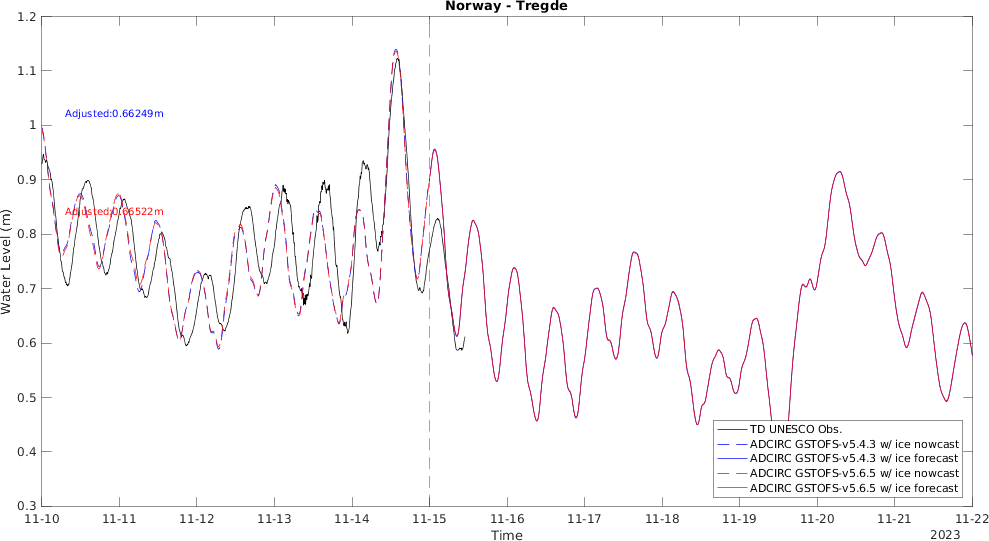 Norway - Tregde
1.2
1.1
1
0.9
0.8
0.7
0.6
0.5
0.4
0.3
Water Level (m)
Adjusted:0.66249m
Adjusted:0.66522m
TD UNESCO Obs.
ADCIRC GSTOFS-v5.4.3 w/ ice nowcast
ADCIRC GSTOFS-v5.4.3 w/ ice forecast
ADCIRC GSTOFS-v5.6.5 w/ ice nowcast
ADCIRC GSTOFS-v5.6.5 w/ ice forecast
11-10 11-11 11-12 11-13 11-14 11-15 11-16 11-17 11-18 11-19 11-20 11-21 11-22
Time
2023